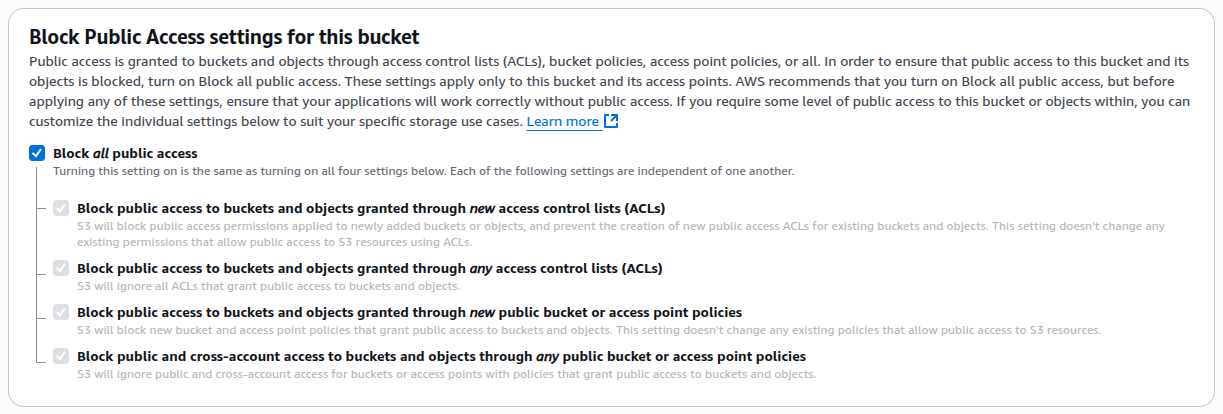 Block Public Access settings for this bucket
Public access is granted to buckets and objects through access control lists (ACLs), bucket policies, access point policies, or all. In order to ensure that public access to this bucket and its
objects is blocked, turn on Block all public access. These settings apply only to this bucket and its access points. AWS recommends that you turn on Block all public access, but before
applying any of these settings, ensure that your applications will work correctly without public access. If you require some level of public access to this bucket or objects within, you can
customize the individual settings below to suit your specific storage use cases. Learn more
Block all public access
Turning this setting on is the same as turning on all four settings below. Each of the following settings are independent of one another.
Block public access to buckets and objects granted through new access control lists (ACLs)
S3 will block public access permissions applied to newly added buckets or objects, and prevent the creation of new public access ACLs for existing buckets and objects. This setting doesn't change any
existing permissions that allow public access to S3 resources using ACLs.
Block public access to buckets and objects granted through any access control lists (ACLs)
S3 will ignore all ACLs that grant public access to buckets and objects.
Block public access to buckets and objects granted through new public bucket or access point policies
S3 will block new bucket and access point policies that grant public access to buckets and objects. This setting doesn't change any existing policies that allow public access to S3 resources.
Block public and cross-account access to buckets and objects through any public bucket or access point policies
S3 will ignore public and cross-account access for buckets or access points with policies that grant public access to buckets and objects.